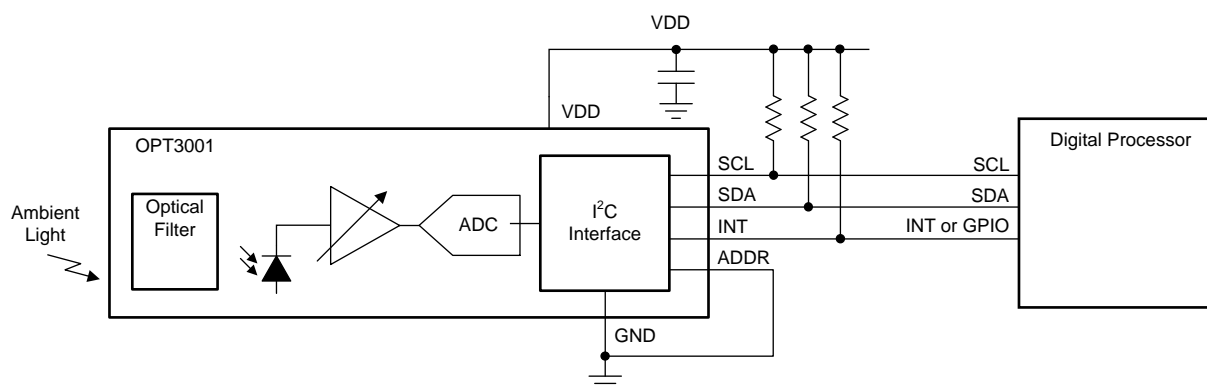 VDD
VDD
OPT3001
Digital Processor
SCL
SCL
Optical
Filter
Ambient
Light
ADC
I²C
Interface
SDA
SDA
INT
INT or GPIO
ADDR
GND